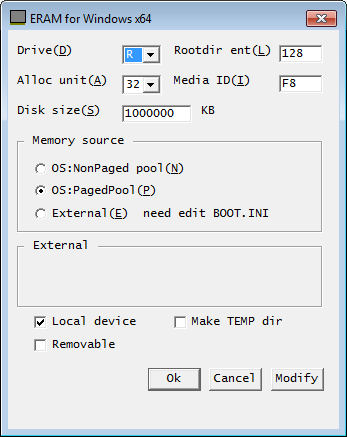 ERAM for Windows x64
Drive(D) R Rootdir ent(L) 128
Alloc unit(A) 32 Media ID(I) F8
Disk size(S) 1000000 KB
Memory source
OS:NonPaged pool(N)
OS:PagedPool(P)
External(E) need edit BOOT.INI
External
Local device Make TEMP dir
Removable
Ok Cancel Modify